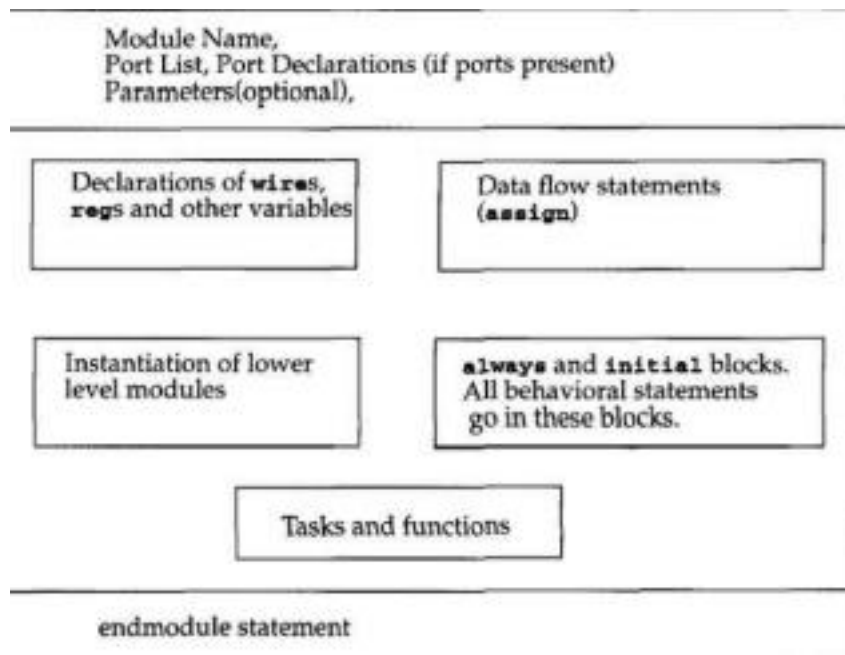 Module Name,
Port List, Port Declarations (if ports present)
Parameters(optional),
Declarations of wires,
regs and other variables
Data flow statements
(assign)
Instantiation of lower
level modules
always and initial blocks.
All behavioral statements
go in these blocks.
Tasks and functions
endmodule statement